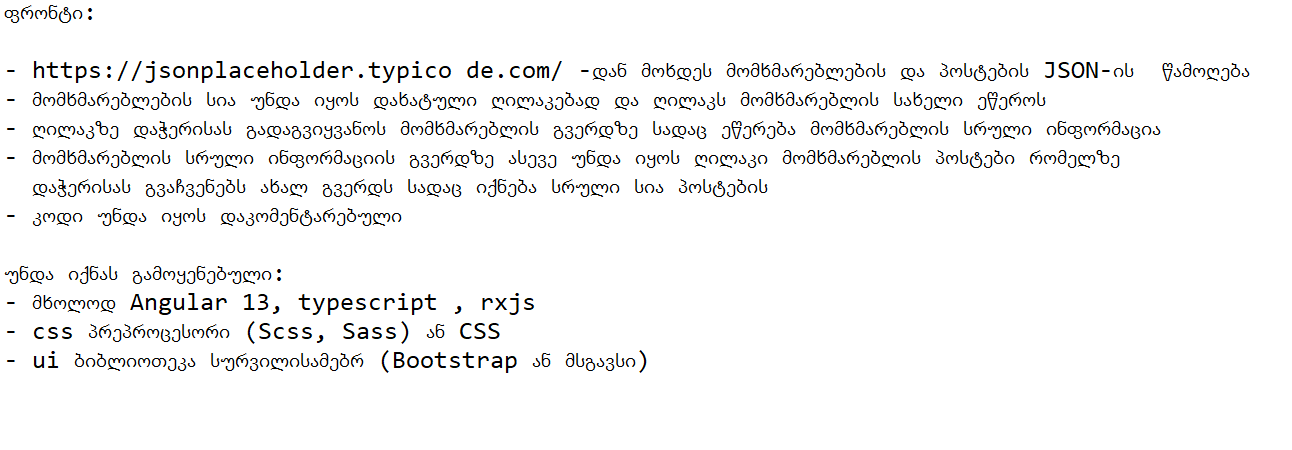 ფრონტი:
- https://jsonplaceholder.typico de.com/ -დან მოხდეს მომხმარებლების და პოსტების JSON-ის წამოღება
- მომხმარებლების სია უნდა იყოს დახატული ღილაკებად და ღილაკს მომხმარებლის სახელი ეწეროს
- ღილაკზე დაჭერისას გადაგვიყვანოს მომხმარებლის გვერდზე სადაც ეწერება მომხმარებლის სრული ინფორმაცია
- მომხმარებლის სრული ინფორმაციის გვერდზე ასევე უნდა იყოს ღილაკი მომხმარებლის პოსტები რომელზე
დაჭერისას გვაჩვენებს ახალ გვერდს სადაც იქნება სრული სია პოსტების
- კოდი უნდა იყოს დაკომენტარებული
უნდა იქნას გამოყენებული:
- მხოლოდ Angular 13, typescript , rxjs
- css პრეპროცესორი (Scss, Sass) ან CSS
- ui ბიბლიოთეკა სურვილისამებრ (Bootstrap ან მსგავსი)